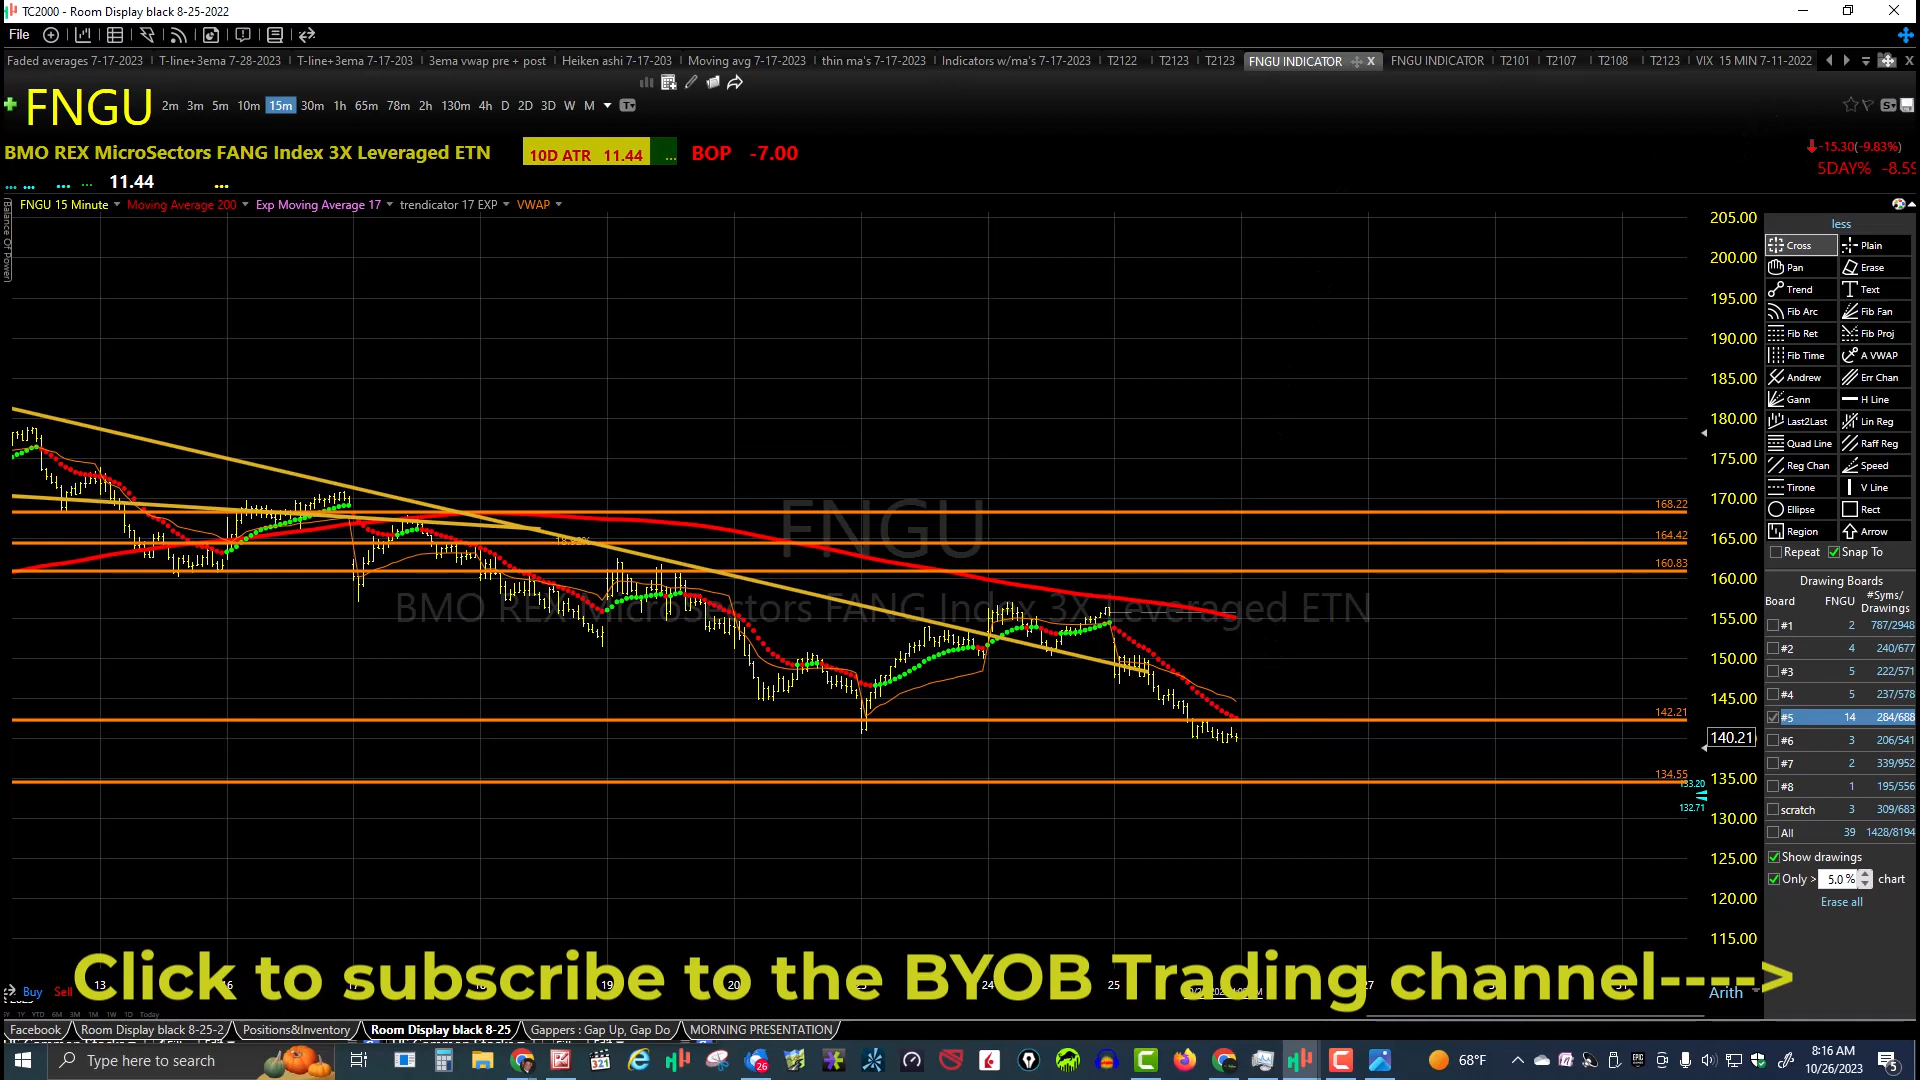 TC2000 - Room Display black 8-25-2022
File
Faded averages 7-17-2023 T-line+3ema 7-28-2023 T-line+3ema 7-17-203 3ema vwap pre + post Heiken ashi 7-17-203 Moving avg 7-17-2023 thin ma's 7-17-2023 Indicators w/ma's 7-17-2023 T2122 T2123 T2123 FNGU INDICATOR X FNGU INDICATOR T2101 T2107 T2108 T2123 VIX 15 MIN 7-11-2022
FNGU 2m 3m 5m 10m 15m 30m 1h 65m 78m 2h 130m 4h D 2D 3D W M
BMO REX MicroSectors FANG Index 3X Leveraged ETN 10D ATR 11.44 ... BOP -7.00
-15.30(-9.83%)
5DAY% -8.5
... ... ... ... 11.44 ...
FNGU 15 Minute Moving Average 200 Exp Moving Average 17 trendicator 17 EXP VWAP
Balance Of Power
205.00
200.00
195.00
190.00
185.00
180.00
175.00
170.00
165.00
160.00
155.00
150.00
145.00
140.21
135.00
130.00
125.00
120.00
115.00
168.22
164.42
160.83
142.21
134.55
133.20
132.71
FNGU
BMO REX MicroSectors FANG Index 3X Leveraged ETN
less
Cross Plain
Pan Erase
Trend Text
Fib Arc Fib Fan
Fib Ret Fib Proj
Fib Time A VWAP
Andrew Err Chan
Gann H Line
Last2Last Lin Reg
Quad Line Raff Reg
Reg Chan Speed
Tirone V Line
Ellipse Rect
Region Arrow
Repeat Snap To
Drawing Boards
Board FNGU #Syms/
Drawings
#1 2 787/2948
#2 4 240/677
#3 5 222/571
#4 5 237/578
#5 14 284/688
#6 3 206/541
#7 2 339/952
#8 1 195/556
scratch 3 309/683
All 39 1428/8194
Show drawings
Only > 5.0 % chart
Erase all
Click to subscribe to the BYOB Trading channel---->
Buy Sell 13 17 19 24 25 Arith
Facebook Room Display black 8-25-2 Positions&Inventory Room Display black 8-25 Gappers : Gap Up, Gap Do MORNING PRESENTATION
Type here to search
26
68°F
8:16 AM
10/26/2023
5